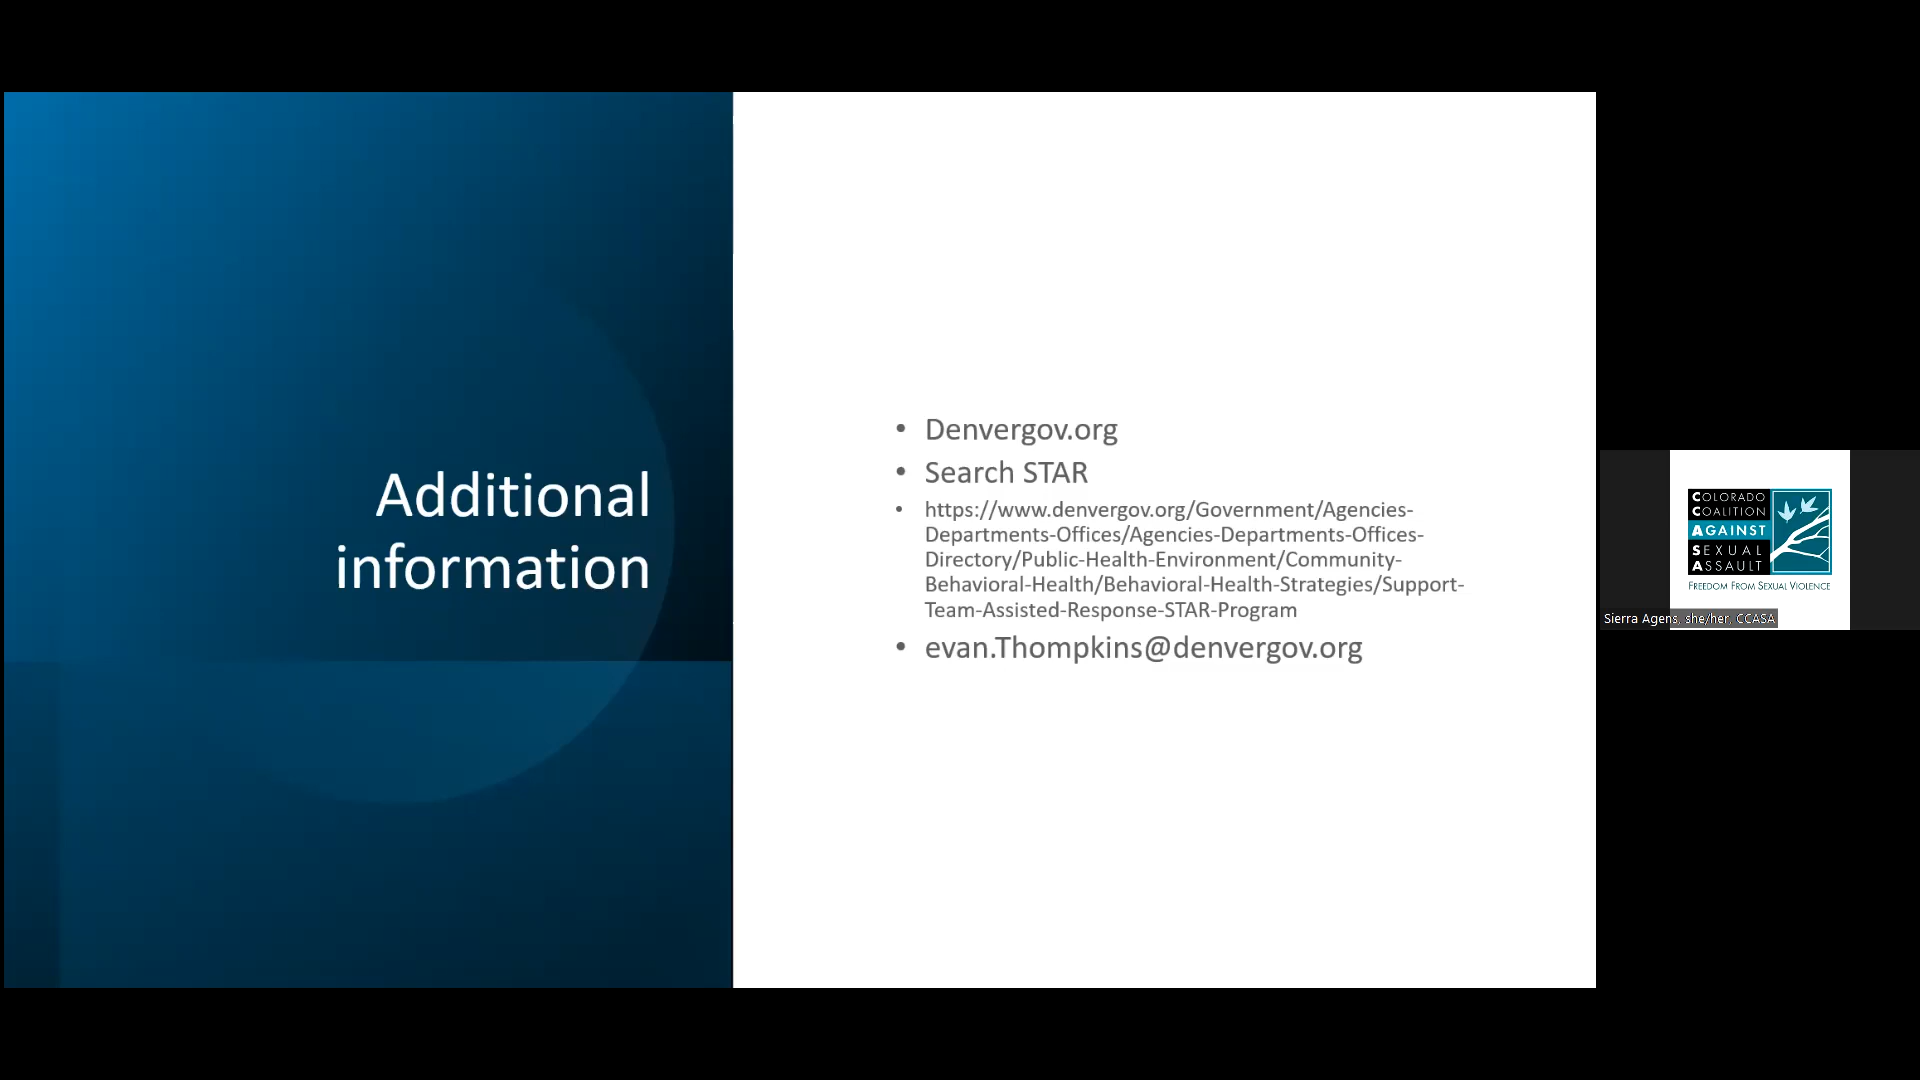 Additional
information
• Denvergov.org
• Search STAR
• https://www.denvergov.org/Government/Agencies-
Departments-Offices/Agencies-Departments-Offices-
Directory/Public-Health-Environment/Community-
Behavioral-Health/Behavioral-Health-Strategies/Support-
Team-Assisted-Response-STAR-Program
• evan.Thompkins@denvergov.org
COLORADO
COALITION
AGAINST
SEXUAL
ASSAULT
FREEDOM FROM SEXUAL VIOLENCE
Sierra Agens, she/her, CCASA